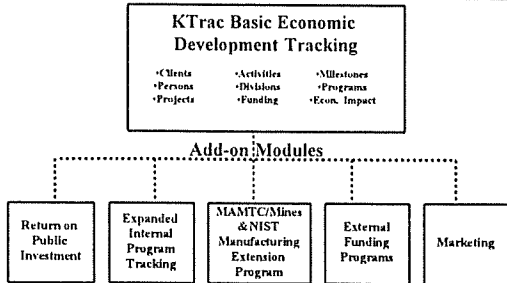 KTrac Basic Economic
Development Tracking
•Clients •Activities •Milestones
•Persons •Divisions •Programs
•Projects •Funding •Econ. Impact
Add-on Modules
Return on
Public
Investment
Expanded
Internal
Program
Tracking
MAMTC/Mines
& NIST
Manufacturing
Extension
Program
External
Funding
Programs
Marketing